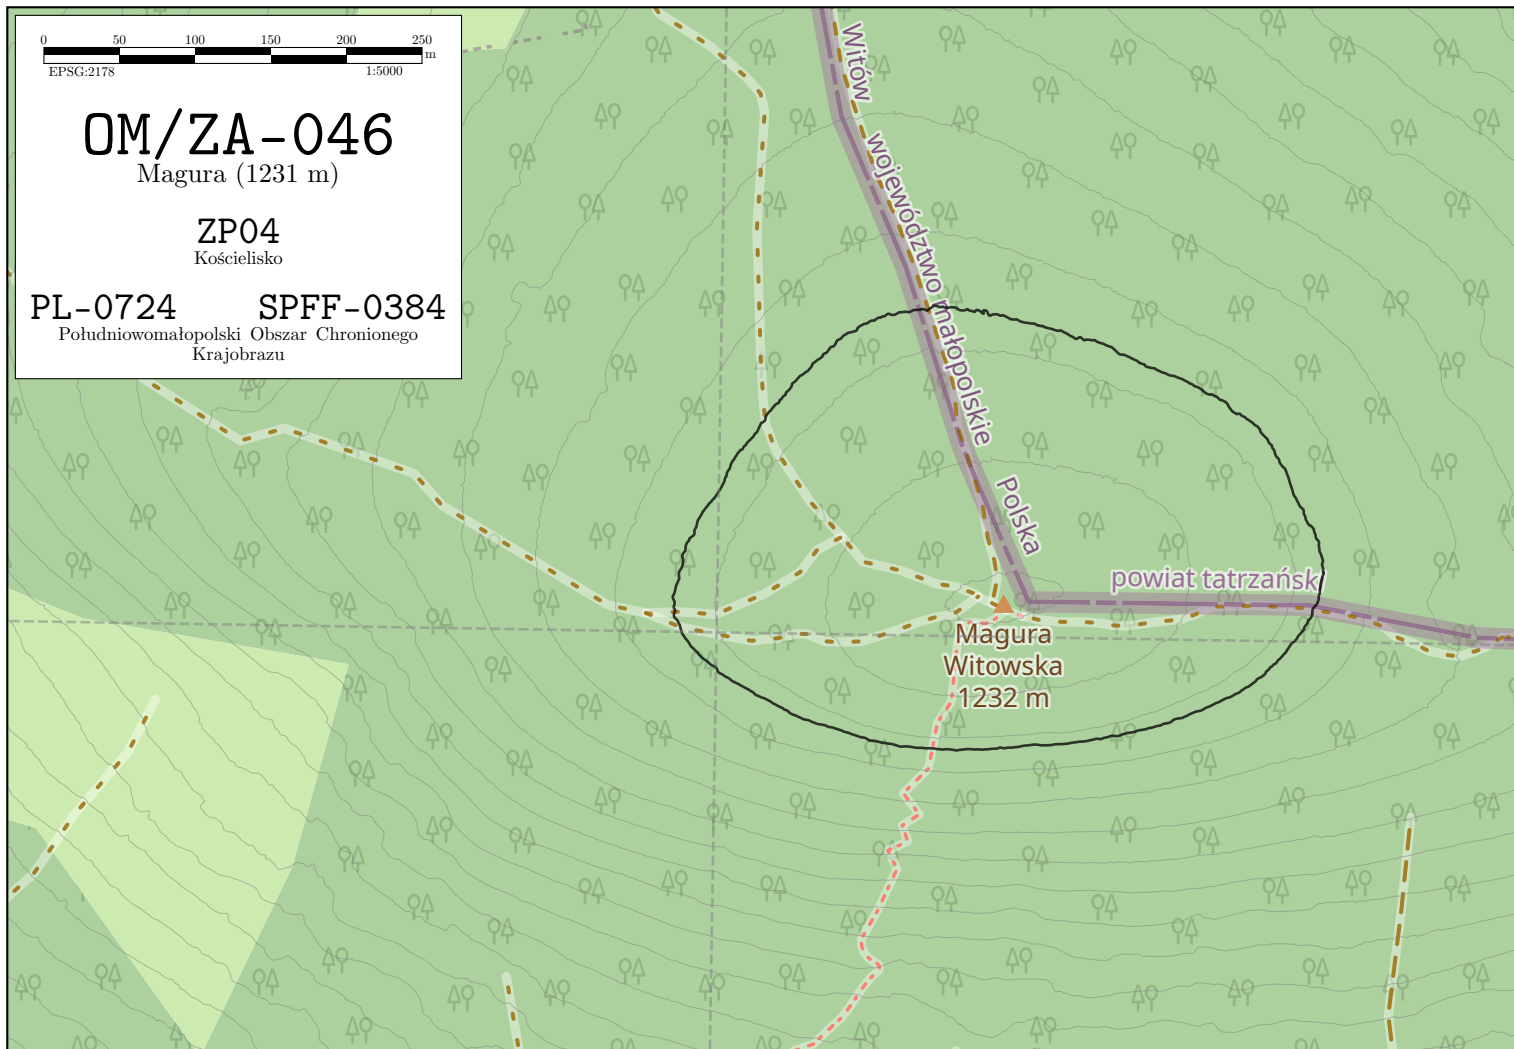 0 50 100 150 200 250
m
EPSG:2178 1:5000
OM/ZA-046
Magura (1231 m)
ZP04
Kościelisko
PL-0724 SPFF-0384
Południowomałopolski Obszar Chronionego
Krajobrazu
Witów
województwo małopolskie
Polska
powiat tatrzańsk
Magura
Witowska
1232 m